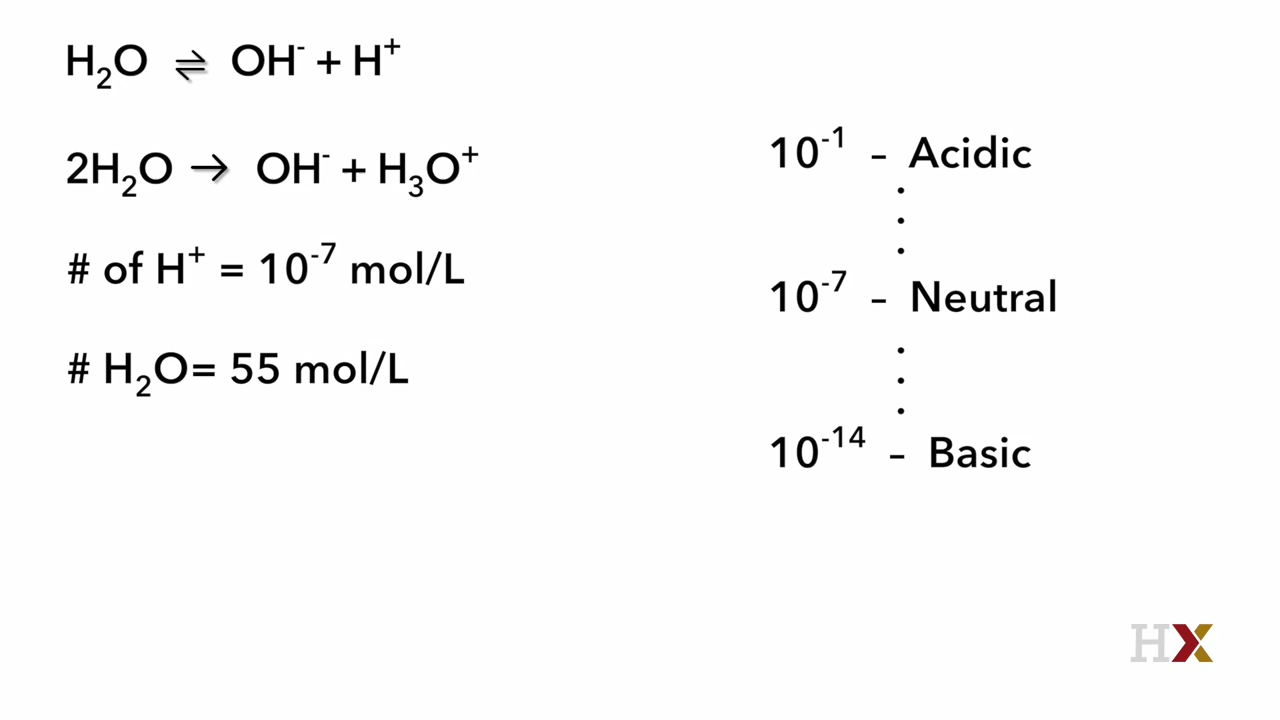 H₂O ⇌ OH⁻ + H⁺
2H₂O → OH⁻ + H₃O⁺
# of H⁺ = 10⁻⁷ mol/L
# H₂O= 55 mol/L
10⁻¹ – Acidic
10⁻⁷ – Neutral
10⁻¹⁴ – Basic
HX